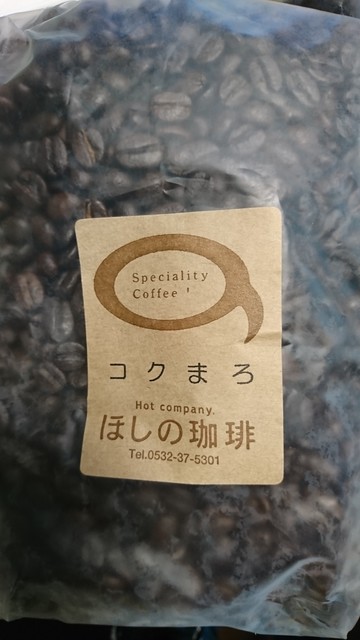 Speciality
Coffee '
コクまろ
Hot company.
ほしの珈琲
Tel.0532-37-5301